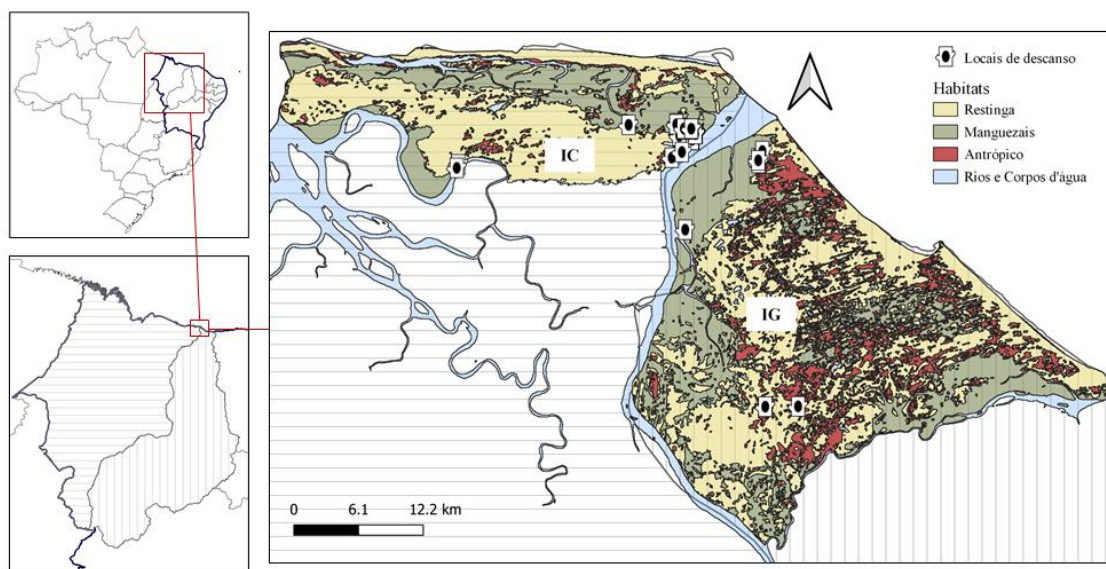 Locais de descanso
Habitats
Restinga
Manguezais
Antrópico
Rios e Corpos d'água
IC
IG
0 6.1 12.2 km